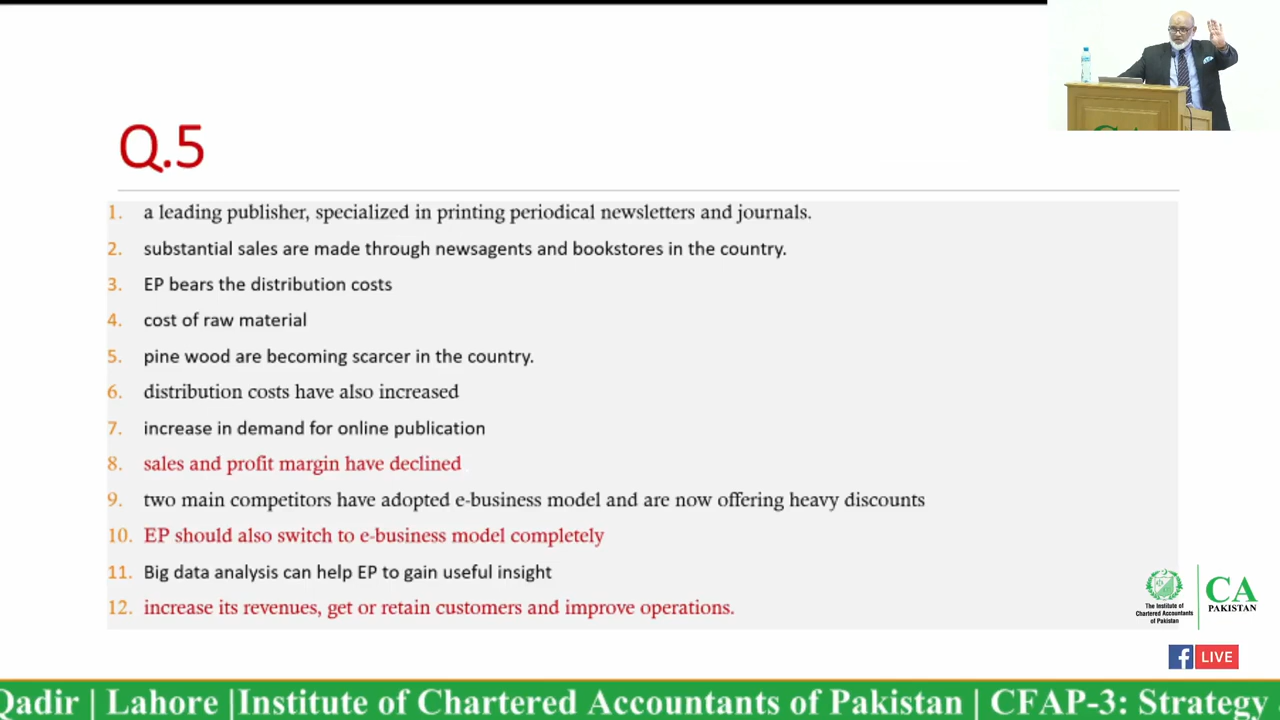 Q.5
1. a leading publisher, specialized in printing periodical newsletters and journals.
2. substantial sales are made through newsagents and bookstores in the country.
3. EP bears the distribution costs
4. cost of raw material
5. pine wood are becoming scarcer in the country.
6. distribution costs have also increased
7. increase in demand for online publication
8. sales and profit margin have declined
9. two main competitors have adopted e-business model and are now offering heavy discounts
10. EP should also switch to e-business model completely
11. Big data analysis can help EP to gain useful insight
12. increase its revenues, get or retain customers and improve operations.
The Institute of
Chartered Accountants
of Pakistan
CA
PAKISTAN
f LIVE
Qadir | Lahore |Institute of Chartered Accountants of Pakistan | CFAP-3: Strategy